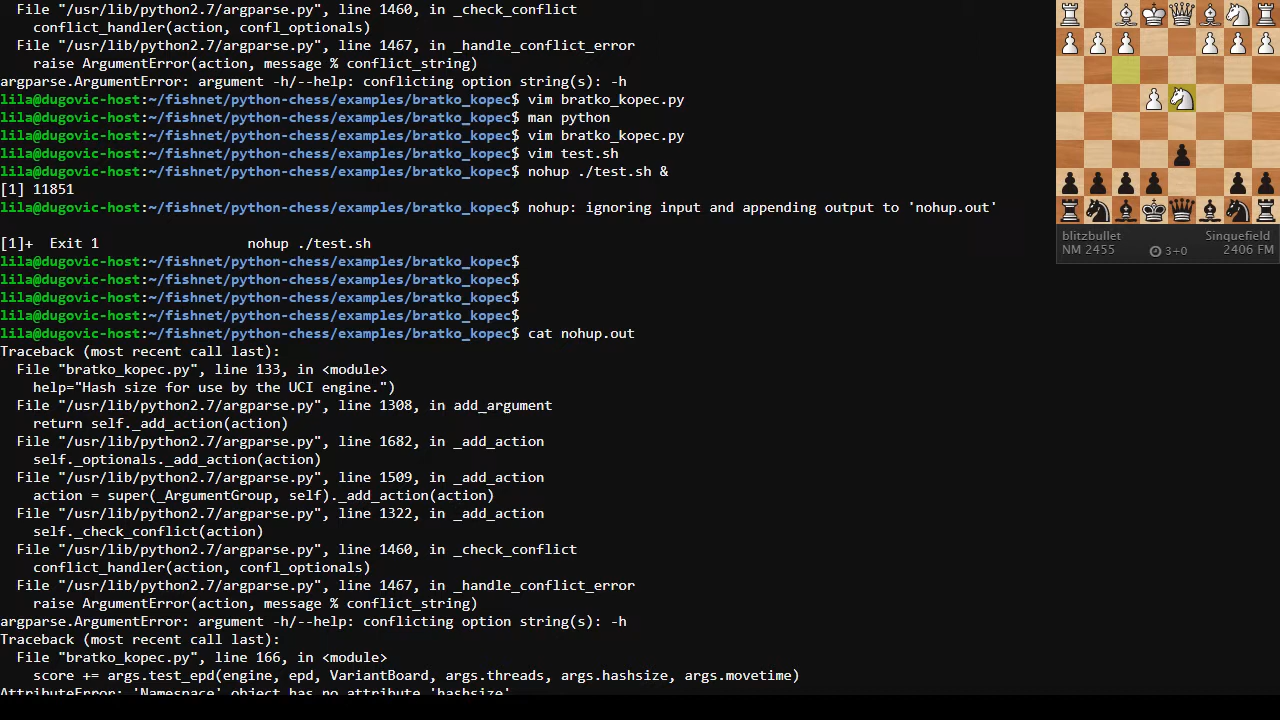 File "/usr/lib/python2.7/argparse.py", line 1460, in _check_conflict
    conflict_handler(action, confl_optionals)
  File "/usr/lib/python2.7/argparse.py", line 1467, in _handle_conflict_error
    raise ArgumentError(action, message % conflict_string)
argparse.ArgumentError: argument -h/--help: conflicting option string(s): -h
lila@dugovic-host:~/fishnet/python-chess/examples/bratko_kopec$ vim bratko_kopec.py
lila@dugovic-host:~/fishnet/python-chess/examples/bratko_kopec$ man python
lila@dugovic-host:~/fishnet/python-chess/examples/bratko_kopec$ vim bratko_kopec.py
lila@dugovic-host:~/fishnet/python-chess/examples/bratko_kopec$ vim test.sh
lila@dugovic-host:~/fishnet/python-chess/examples/bratko_kopec$ nohup ./test.sh &
[1] 11851
lila@dugovic-host:~/fishnet/python-chess/examples/bratko_kopec$ nohup: ignoring input and appending output to 'nohup.out'
[1]+  Exit 1                  nohup ./test.sh
lila@dugovic-host:~/fishnet/python-chess/examples/bratko_kopec$
lila@dugovic-host:~/fishnet/python-chess/examples/bratko_kopec$
lila@dugovic-host:~/fishnet/python-chess/examples/bratko_kopec$
lila@dugovic-host:~/fishnet/python-chess/examples/bratko_kopec$
lila@dugovic-host:~/fishnet/python-chess/examples/bratko_kopec$ cat nohup.out
Traceback (most recent call last):
  File "bratko_kopec.py", line 133, in <module>
    help="Hash size for use by the UCI engine.")
  File "/usr/lib/python2.7/argparse.py", line 1308, in add_argument
    return self._add_action(action)
  File "/usr/lib/python2.7/argparse.py", line 1682, in _add_action
    self._optionals._add_action(action)
  File "/usr/lib/python2.7/argparse.py", line 1509, in _add_action
    action = super(_ArgumentGroup, self)._add_action(action)
  File "/usr/lib/python2.7/argparse.py", line 1322, in _add_action
    self._check_conflict(action)
  File "/usr/lib/python2.7/argparse.py", line 1460, in _check_conflict
    conflict_handler(action, confl_optionals)
  File "/usr/lib/python2.7/argparse.py", line 1467, in _handle_conflict_error
    raise ArgumentError(action, message % conflict_string)
argparse.ArgumentError: argument -h/--help: conflicting option string(s): -h
Traceback (most recent call last):
  File "bratko_kopec.py", line 166, in <module>
    score += args.test_epd(engine, epd, VariantBoard, args.threads, args.hashsize, args.movetime)
AttributeError: 'Namespace' object has no attribute 'hashsize'
blitzbullet Sinquefield
NM 2455 3+0 2406 FM